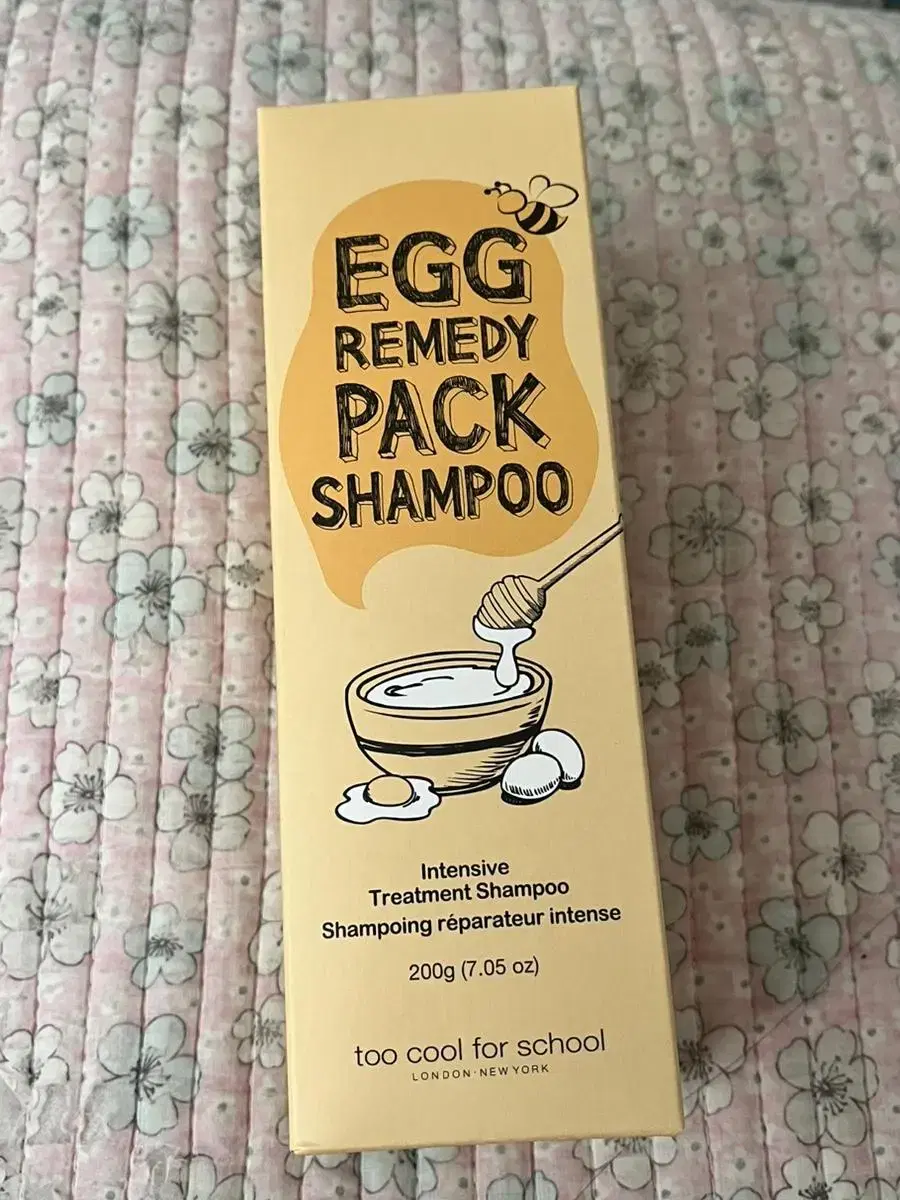 EGG
REMEDY
PACK
SHAMPOO
Intensive
Treatment Shampoo
Shampoing réparateur intense
200g (7.05 oz)
too cool for school
LONDON·NEW YORK